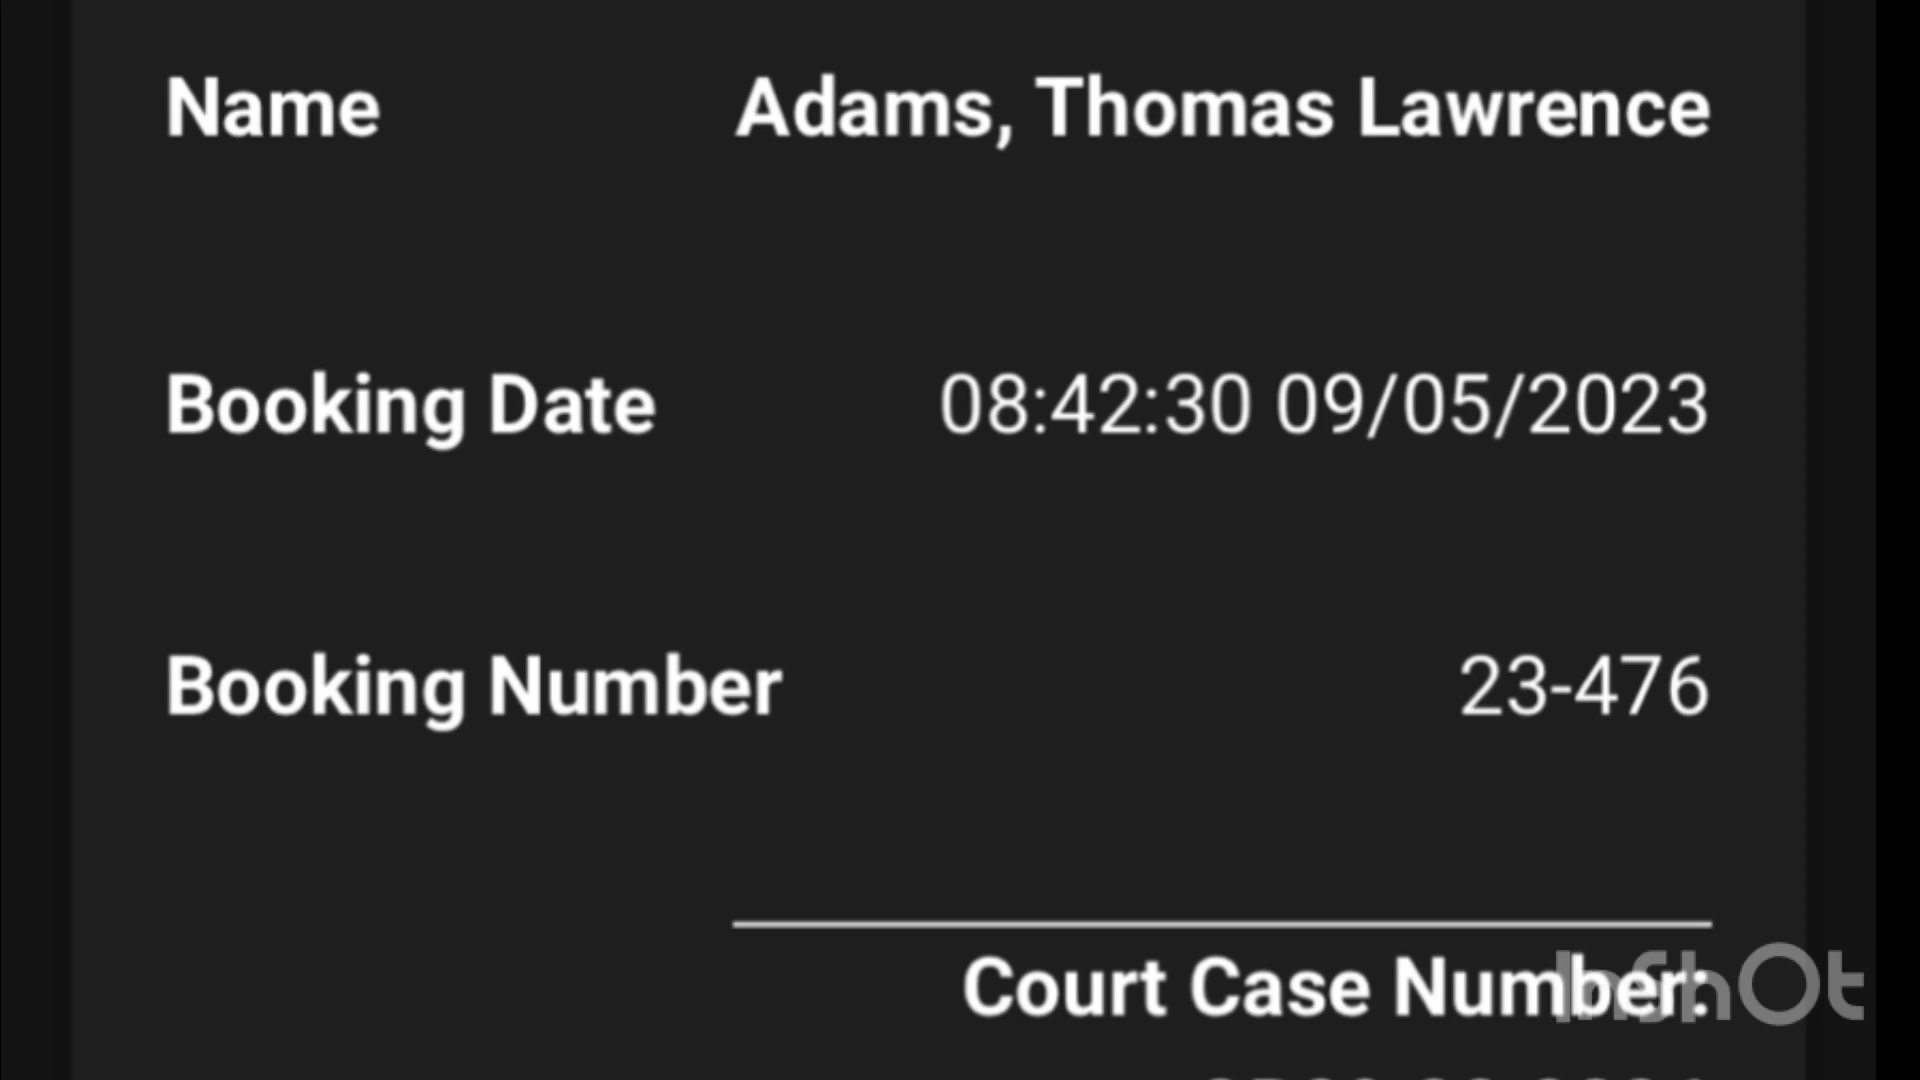 Name Adams, Thomas Lawrence
Booking Date 08:42:30 09/05/2023
Booking Number 23-476
Court Case Number:
InShOt